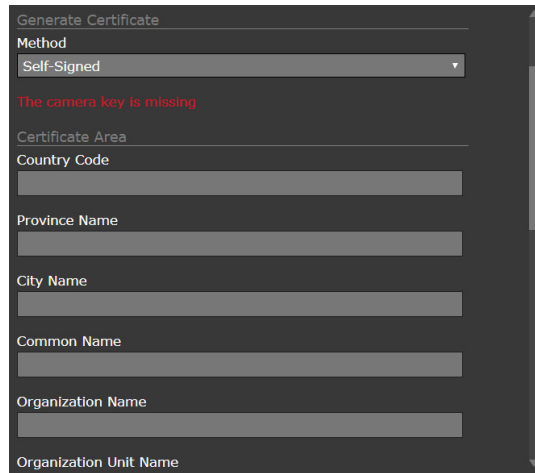 Generate Certificate
Method
Self-Signed
The camera key is missing
Certificate Area
Country Code
Province Name
City Name
Common Name
Organization Name
Organization Unit Name